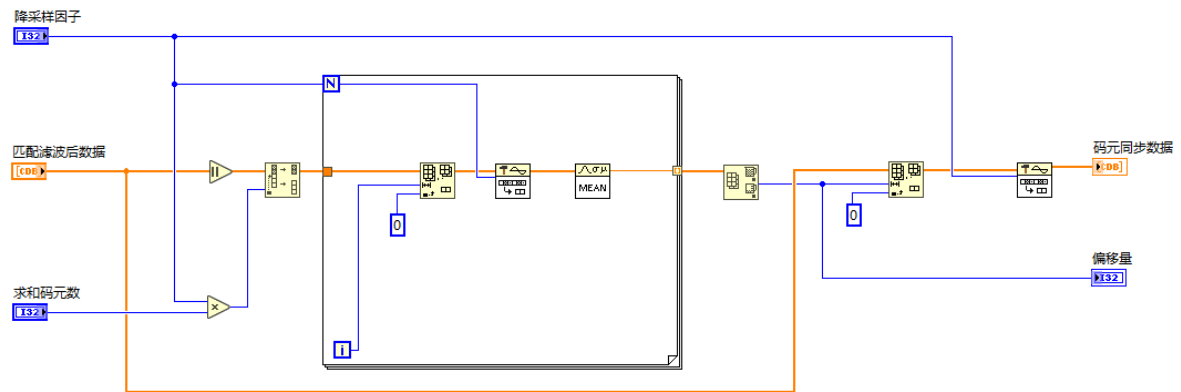 降采样因子
I32
N
匹配滤波后数据
[CDB]
MEAN
0
0
码元同步数据
[CDB]
求和码元数
I32
×
i
偏移量
I32